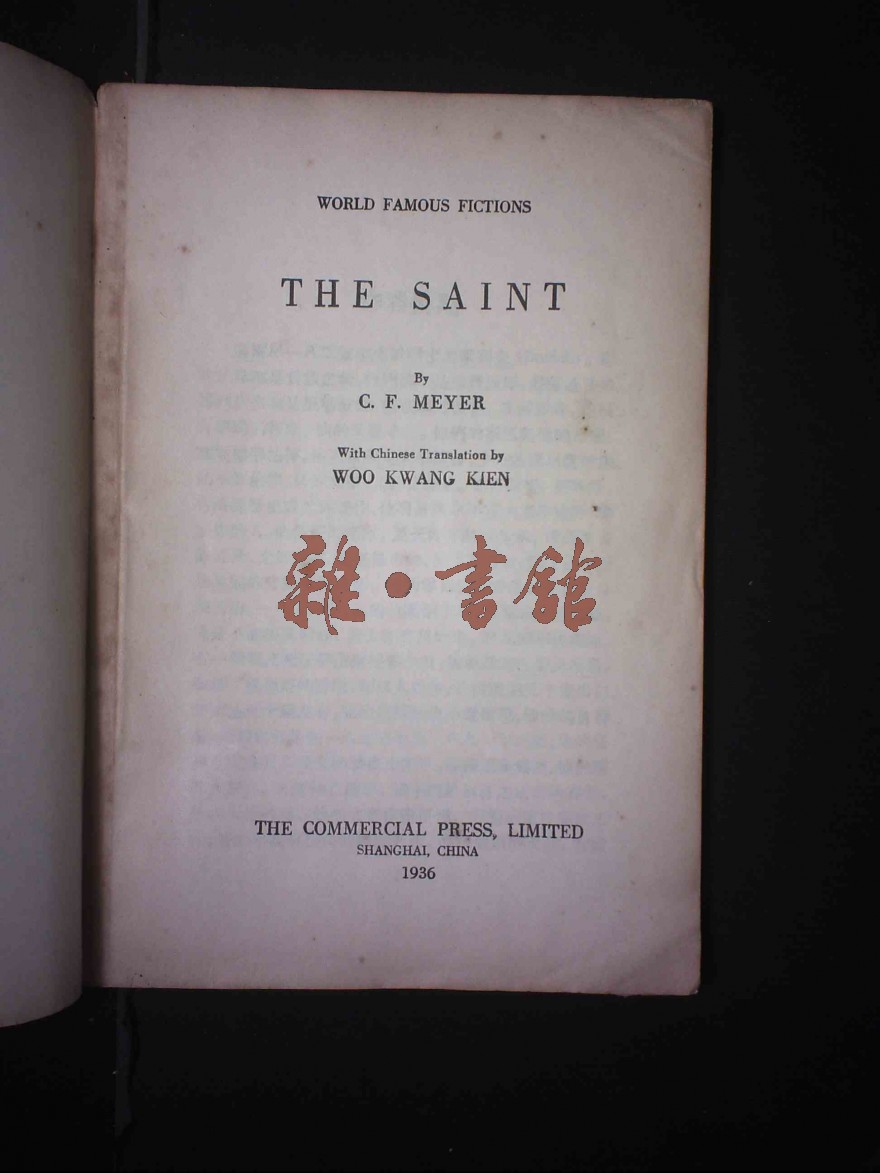 WORLD FAMOUS FICTIONS
THE SAINT
By
C. F. MEYER
With Chinese Translation by
WOO KWANG KIEN
雜•書館
THE COMMERCIAL PRESS, LIMITED
SHANGHAI, CHINA
1936